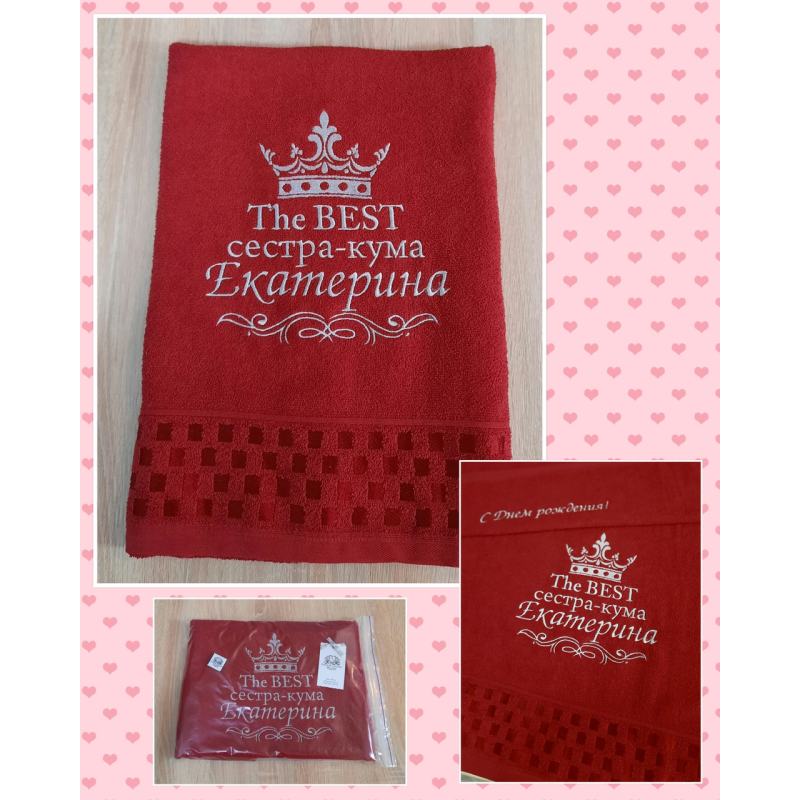 The BEST
сестра-кума
Екатерина
С Днем рождения!
The BEST
сестра-кума
Екатерина
The BEST
сестра-кума
Екатерина